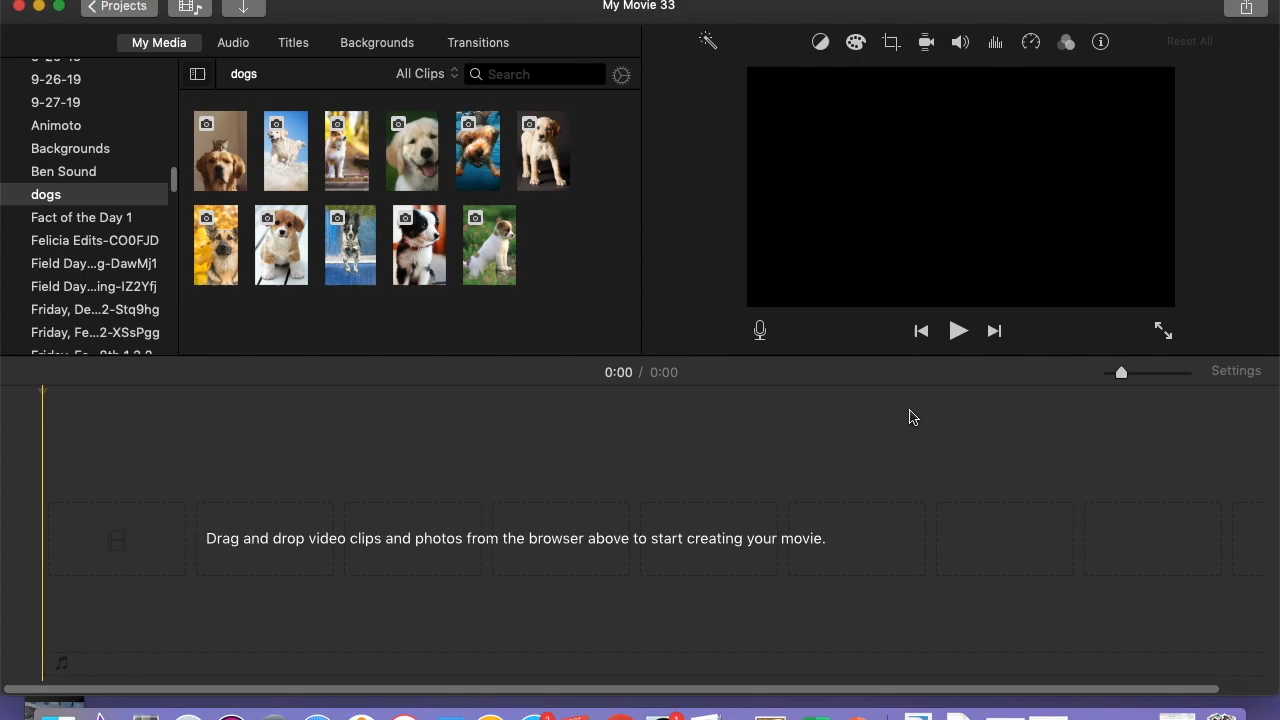 Projects
My Movie 33
My Media
Audio
Titles
Backgrounds
Transitions
Reset All
9-26-19
9-27-19
Animoto
Backgrounds
Ben Sound
dogs
Fact of the Day 1
Felicia Edits-CO0FJD
Field Day...g-DawMj1
Field Day...ing-IZ2Yfj
Friday, De...2-Stq9hg
Friday, Fe...2-XSsPgg
dogs
All Clips
Search
0:00 / 0:00
Settings
Drag and drop video clips and photos from the browser above to start creating your movie.